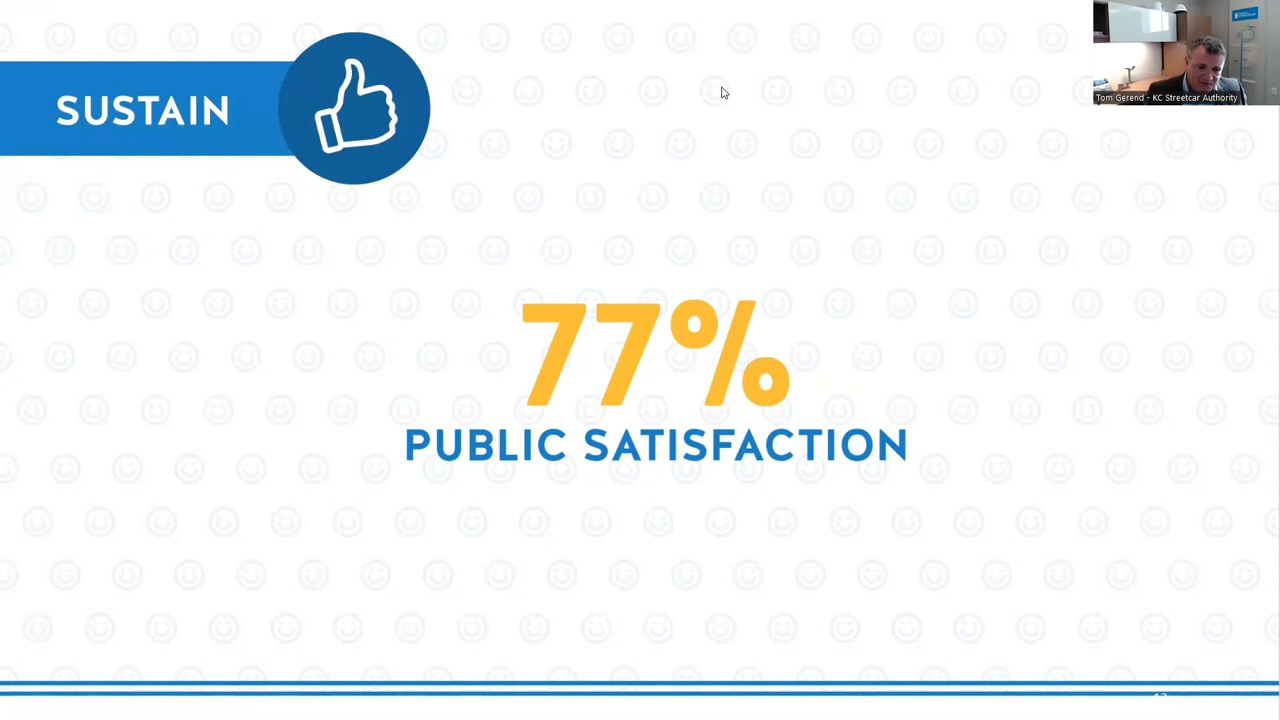 SUSTAIN
Tom Gerend - KC Streetcar Authority
77%
PUBLIC SATISFACTION